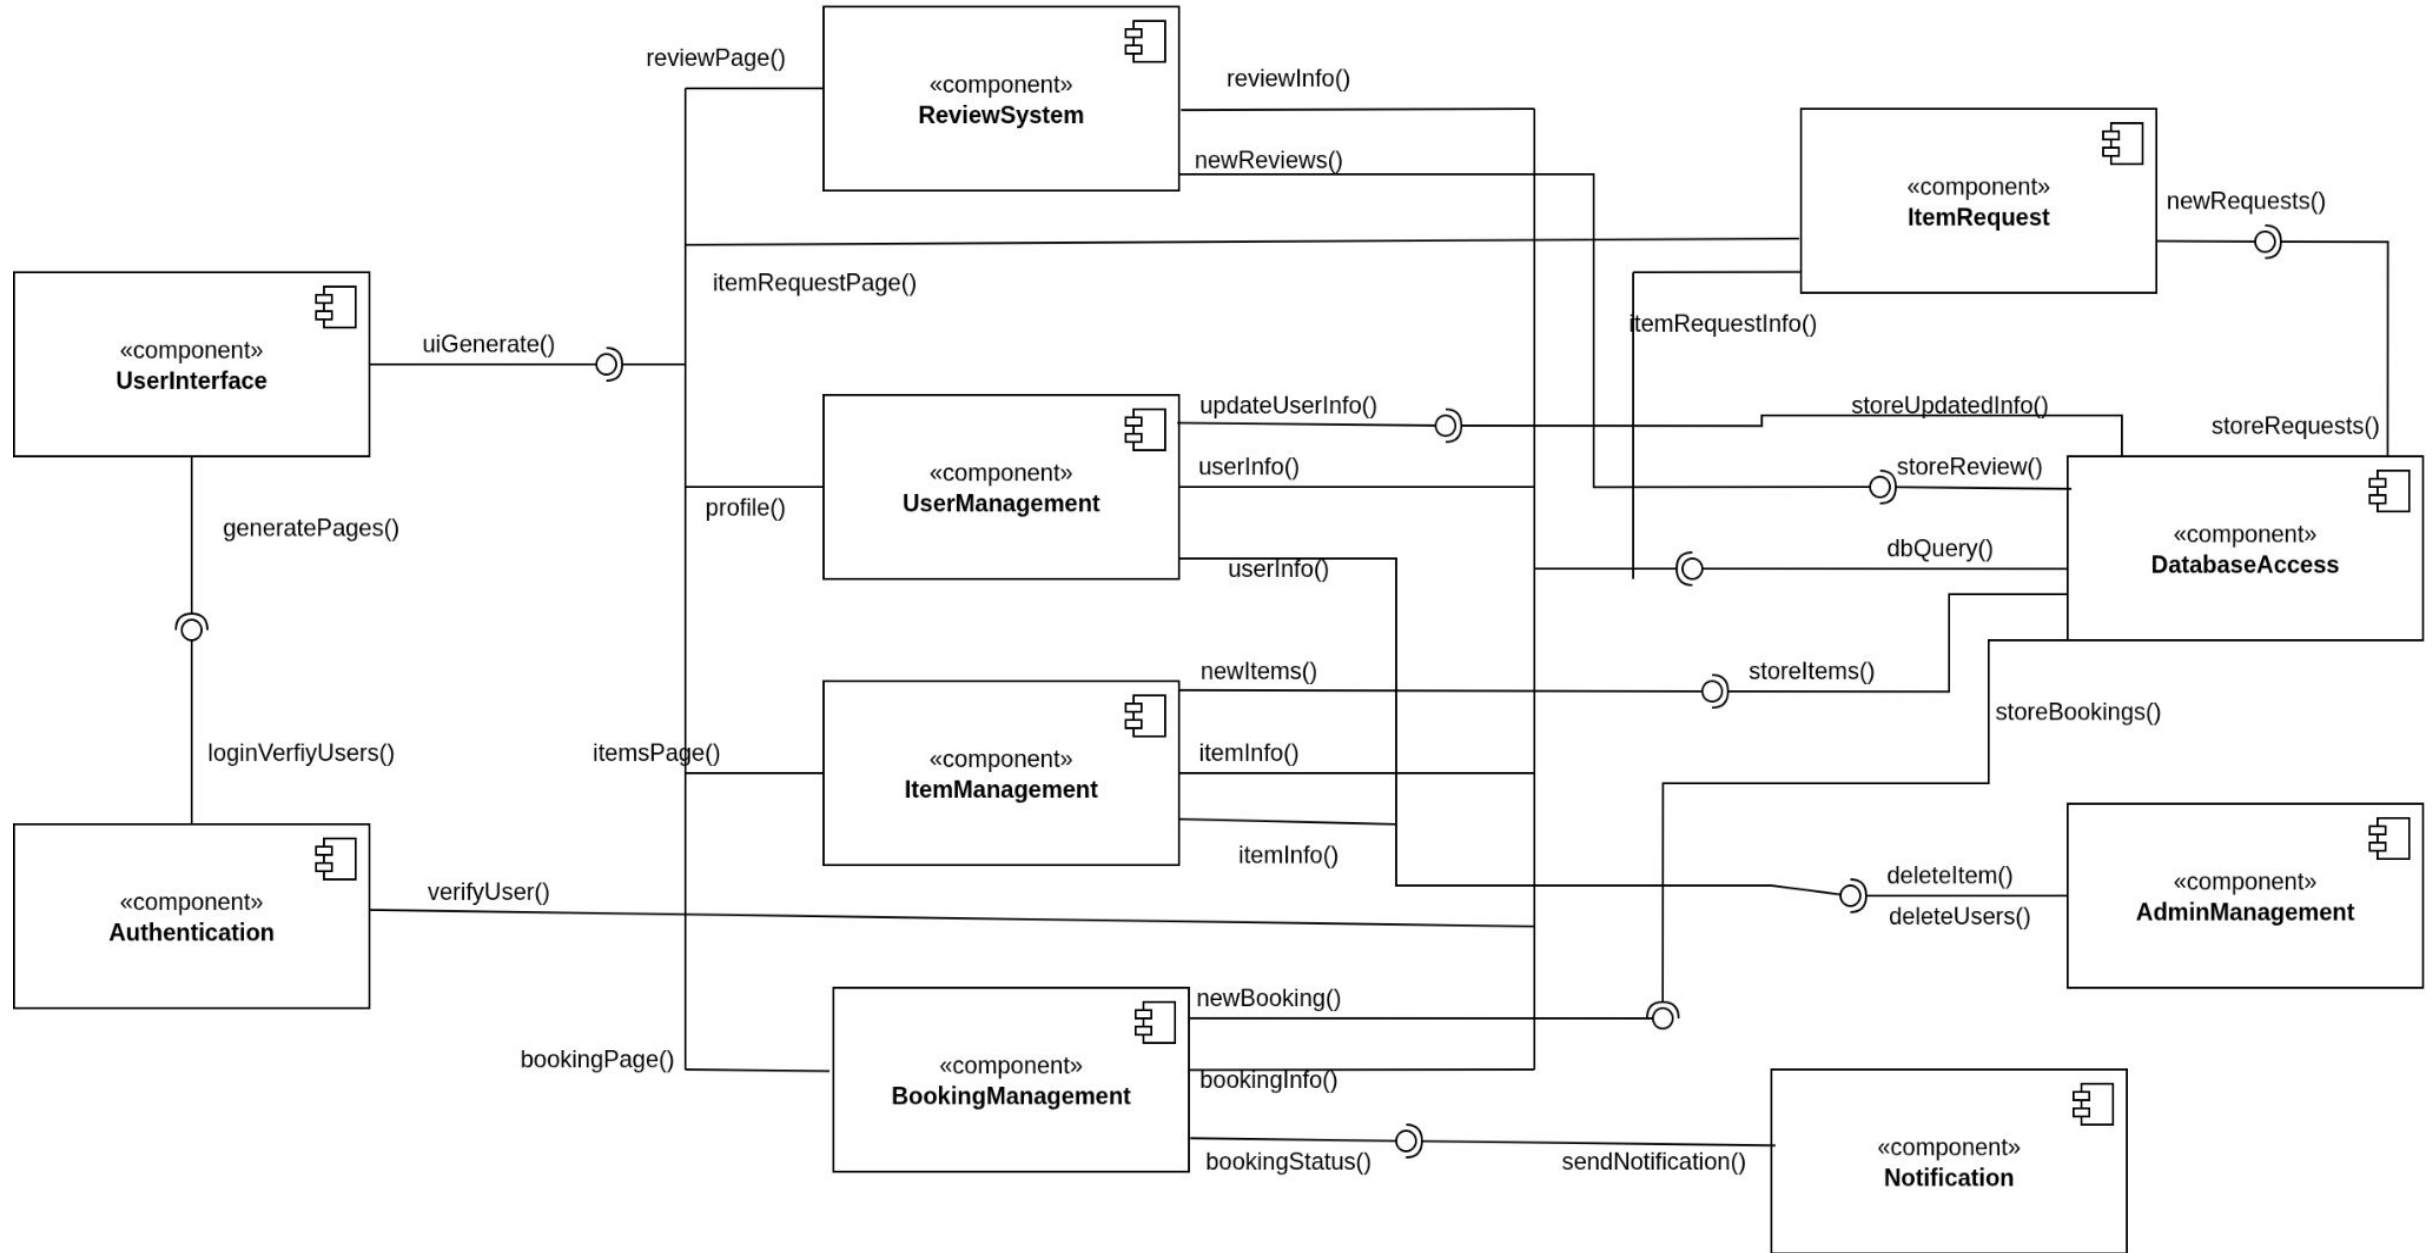 reviewPage()
«component»
ReviewSystem
reviewInfo()
newReviews()
«component»
ItemRequest
newRequests()
itemRequestPage()
itemRequestInfo()
«component»
UserInterface
uiGenerate()
updateUserInfo()
storeUpdatedInfo()
storeRequests()
«component»
UserManagement
userInfo()
storeReview()
profile()
generatePages()
userInfo()
dbQuery()
«component»
DatabaseAccess
newItems()
storeItems()
storeBookings()
loginVerfiyUsers()
itemsPage()
«component»
ItemManagement
itemInfo()
itemInfo()
«component»
Authentication
verifyUser()
deleteItem()
deleteUsers()
«component»
AdminManagement
newBooking()
bookingPage()
«component»
BookingManagement
bookingInfo()
bookingStatus()
sendNotification()
«component»
Notification